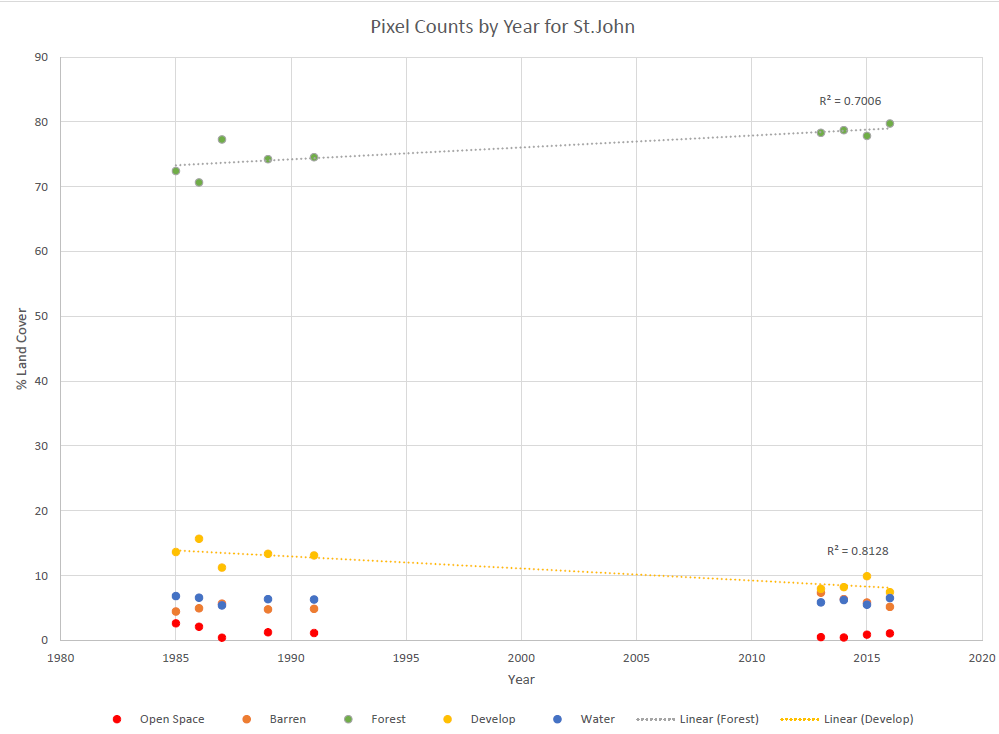 Pixel Counts by Year for St.John
R² = 0.7006
R² = 0.8128
90
80
70
60
50
40
30
20
10
0
% Land Cover
1980 1985 1990 1995 2000 2005 2010 2015 2020
Year
Open Space Barren Forest Develop Water Linear (Forest) Linear (Develop)